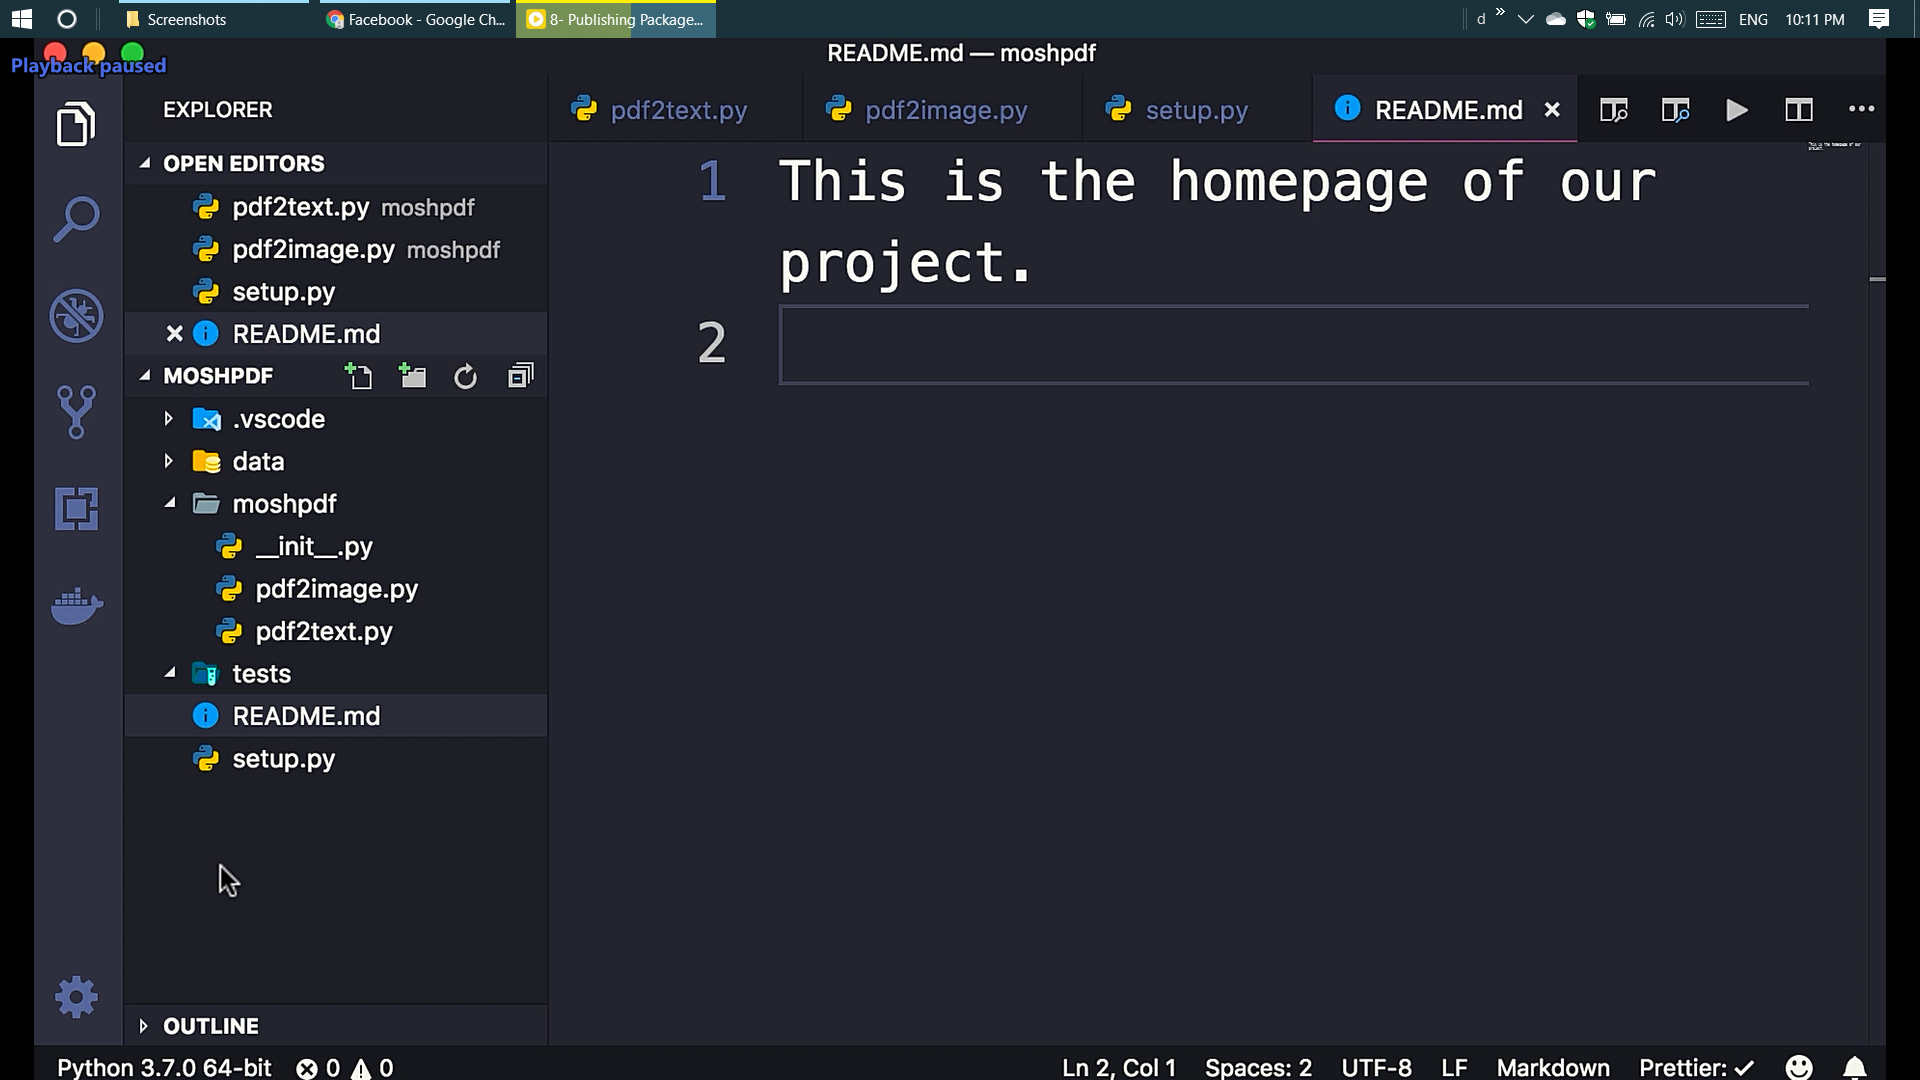 Screenshots
Facebook - Google Ch...
8- Publishing Package...
d
»
ENG
10:11 PM
Playback paused
README.md — moshpdf
EXPLORER
pdf2text.py
pdf2image.py
setup.py
README.md
OPEN EDITORS
pdf2text.py moshpdf
pdf2image.py moshpdf
setup.py
README.md
MOSHPDF
.vscode
data
moshpdf
__init__.py
pdf2image.py
pdf2text.py
tests
README.md
setup.py
OUTLINE
1 This is the homepage of our
project.
2
Python 3.7.0 64-bit
0
0
Ln 2, Col 1
Spaces: 2
UTF-8
LF
Markdown
Prettier: ✓